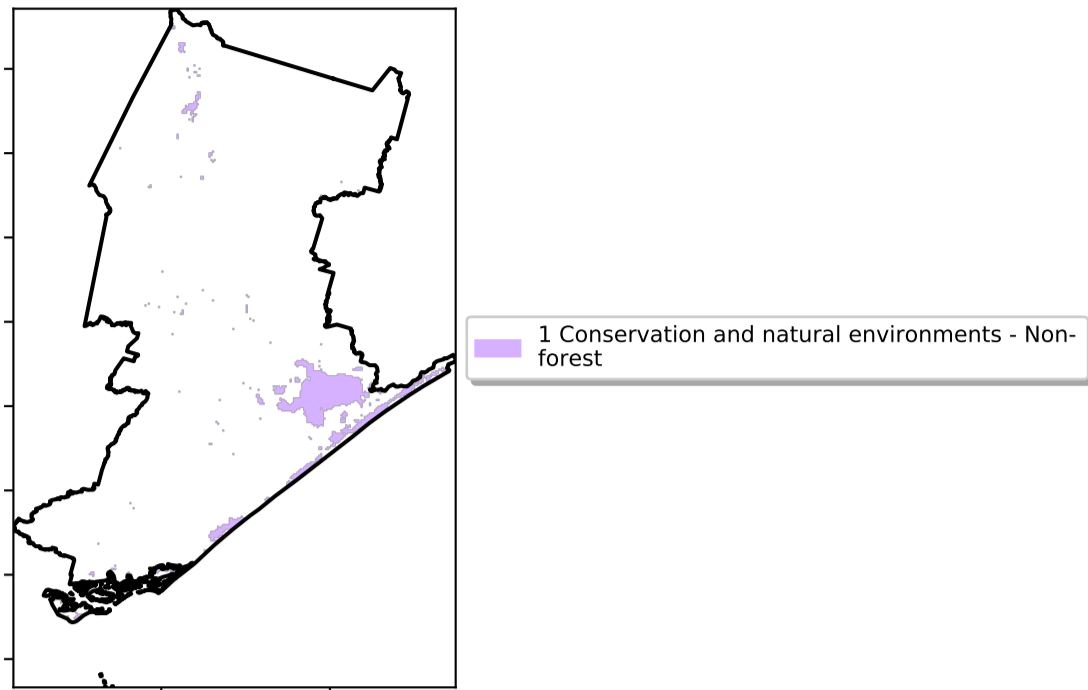 1 Conservation and natural environments - Non-
forest